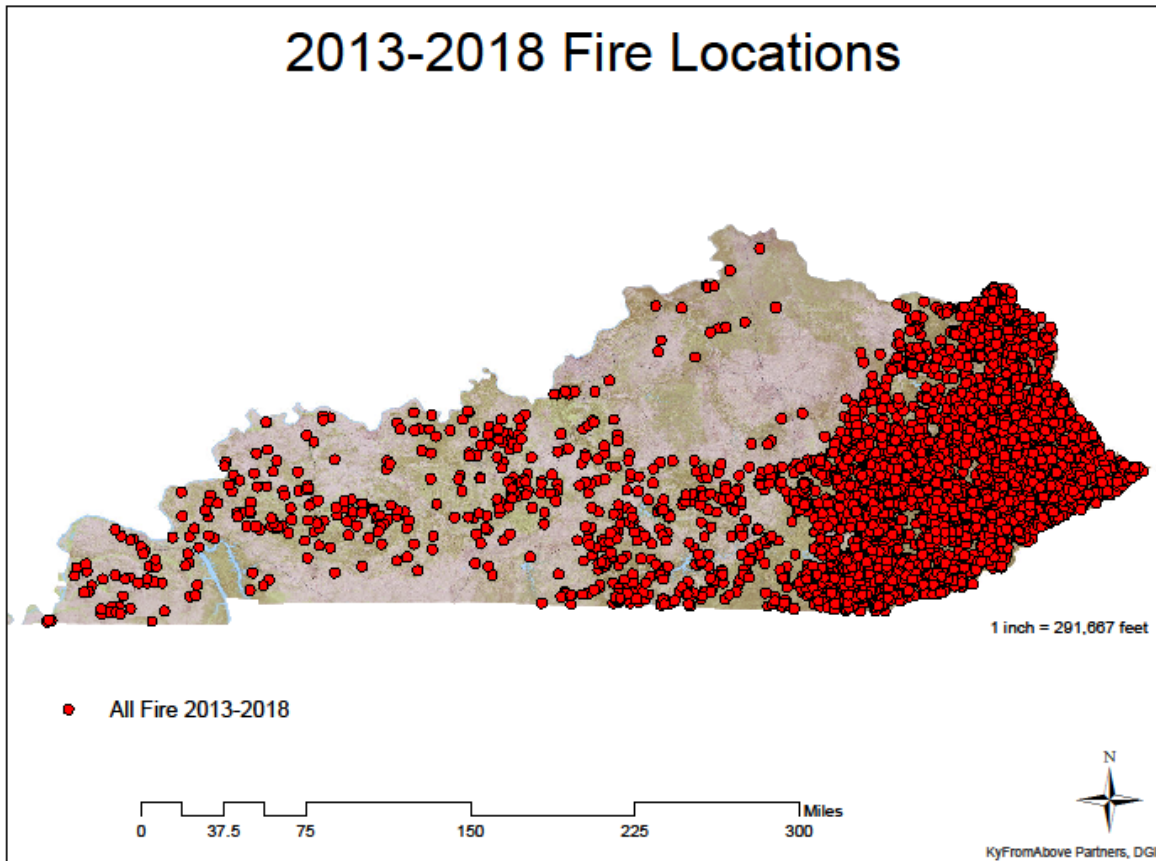 2013-2018 Fire Locations
1 inch = 291,667 feet
All Fire 2013-2018
Miles
0 37.5 75 150 225 300
N
KyFromAbove Partners, DGI